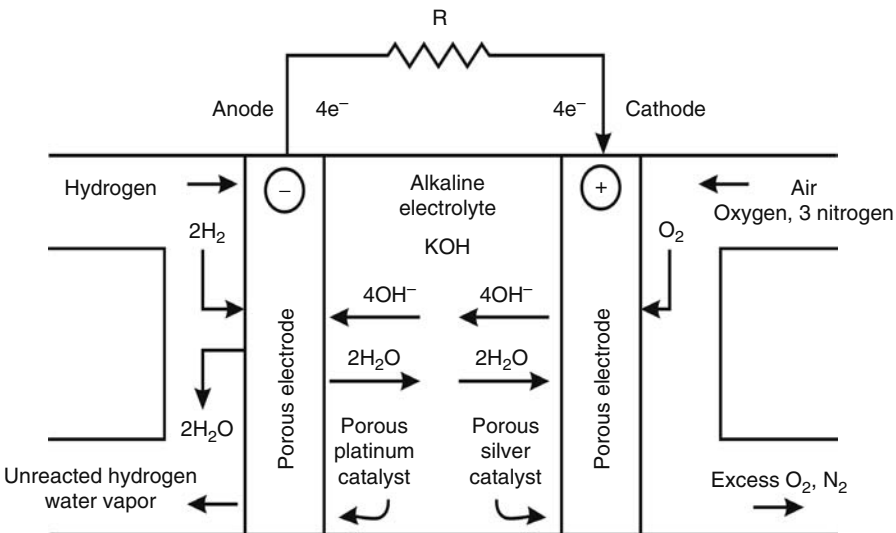 R
Anode
4e⁻
4e⁻
Cathode
Hydrogen
−
Alkaline
electrolyte
+
Air
Oxygen, 3 nitrogen
2H₂
KOH
O₂
4OH⁻
4OH⁻
Porous electrode
2H₂O
2H₂O
Porous electrode
2H₂O
Porous
platinum
catalyst
Porous
silver
catalyst
Unreacted hydrogen
water vapor
Excess O₂, N₂